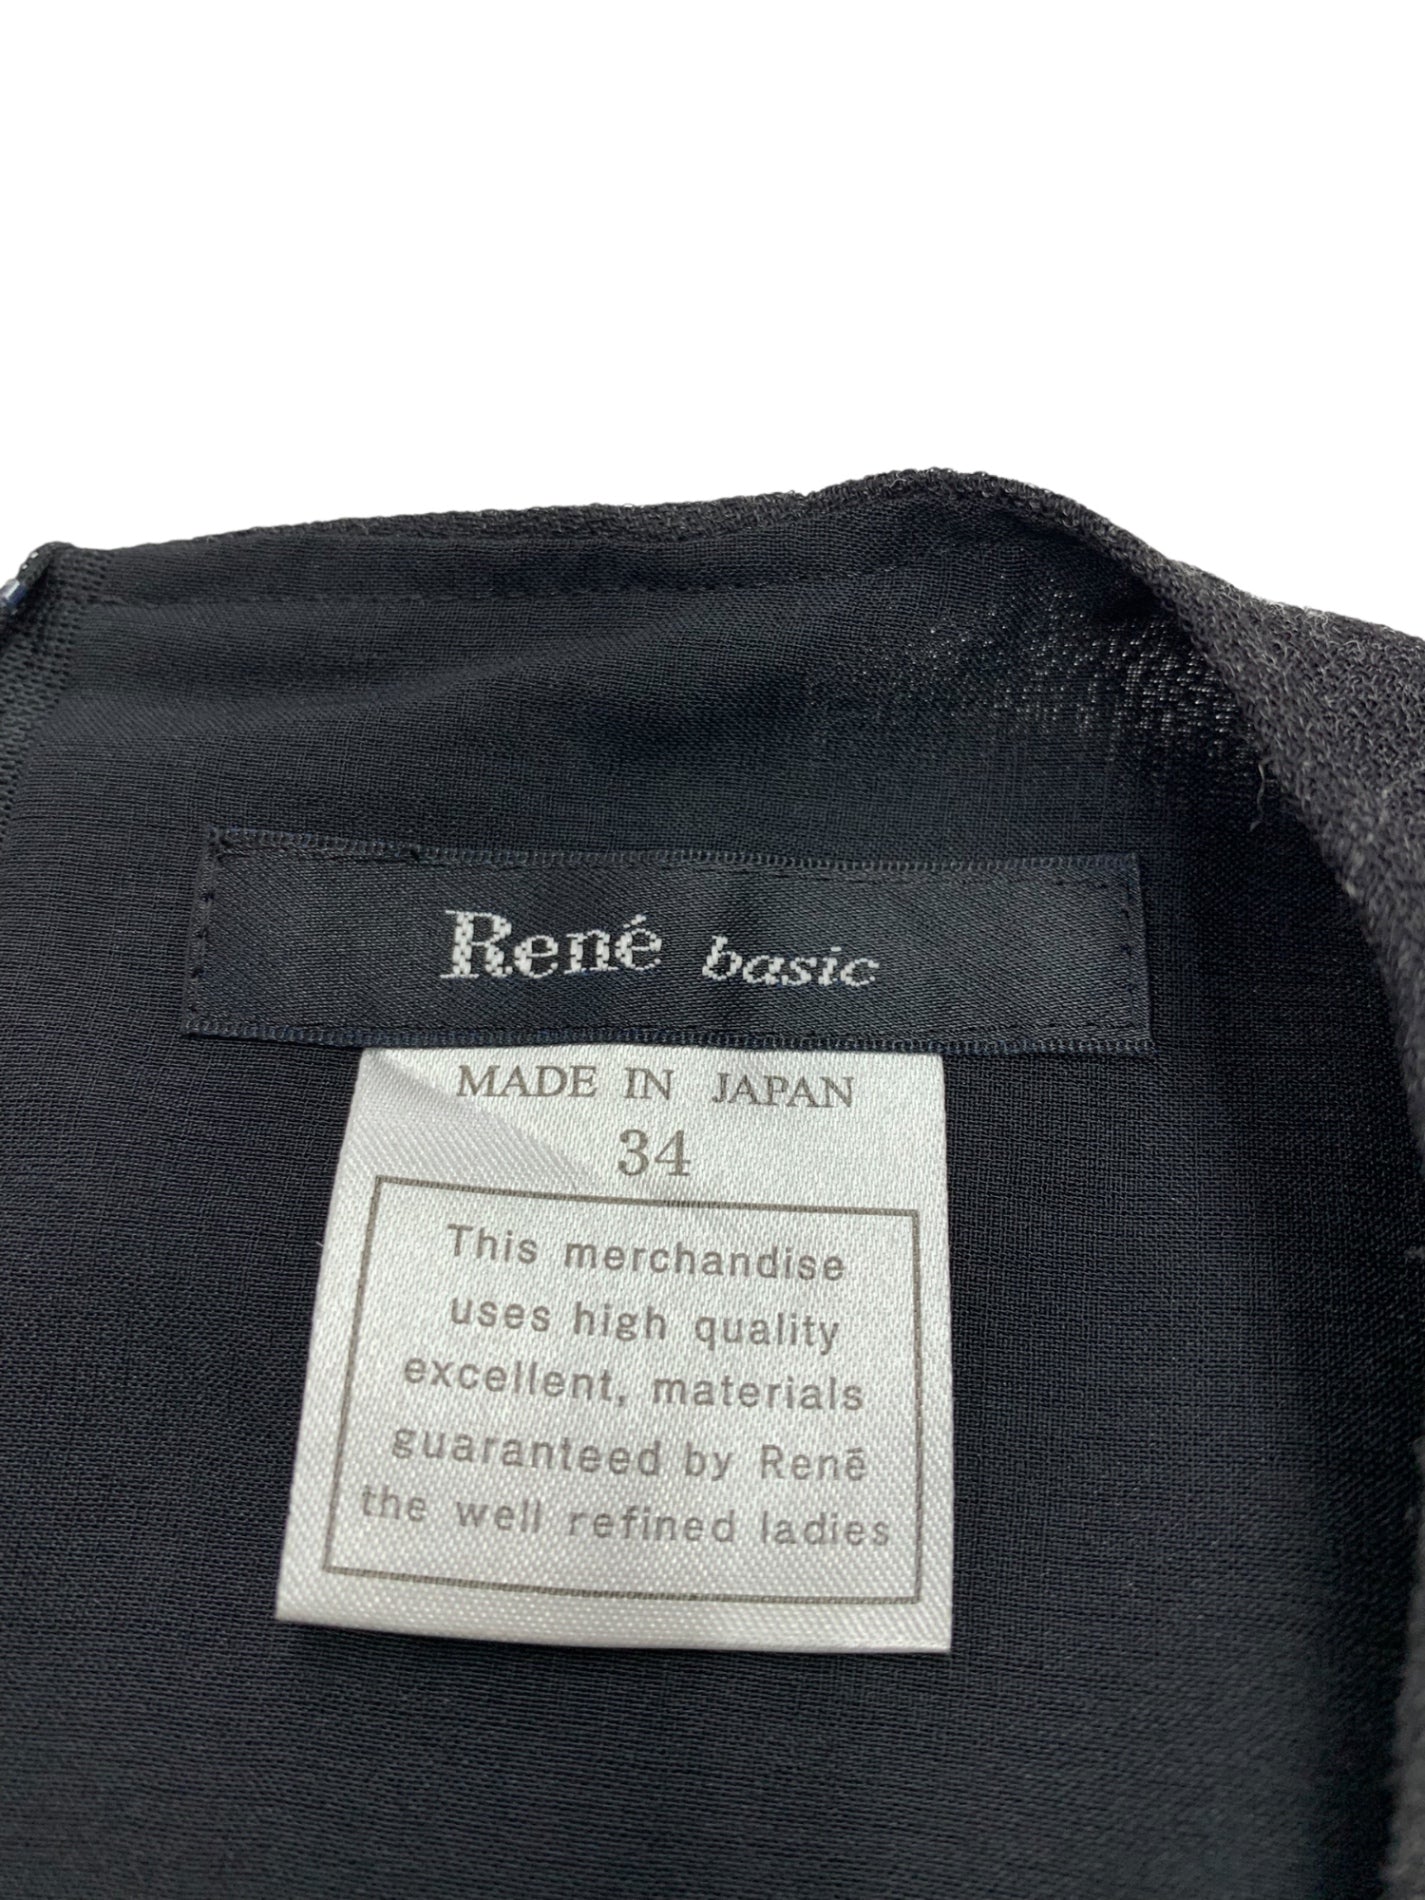 René basic
MADE IN JAPAN
34
This merchandise
uses high quality
excellent, materials
guaranteed by Renē
the well refined ladies